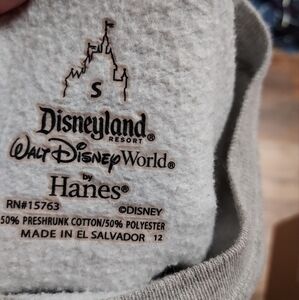 S
Disneyland®
RESORT
Walt Disney World®
by
Hanes®
RN#15763 ©DISNEY
50% PRESHRUNK COTTON/50% POLYESTER
MADE IN EL SALVADOR 12